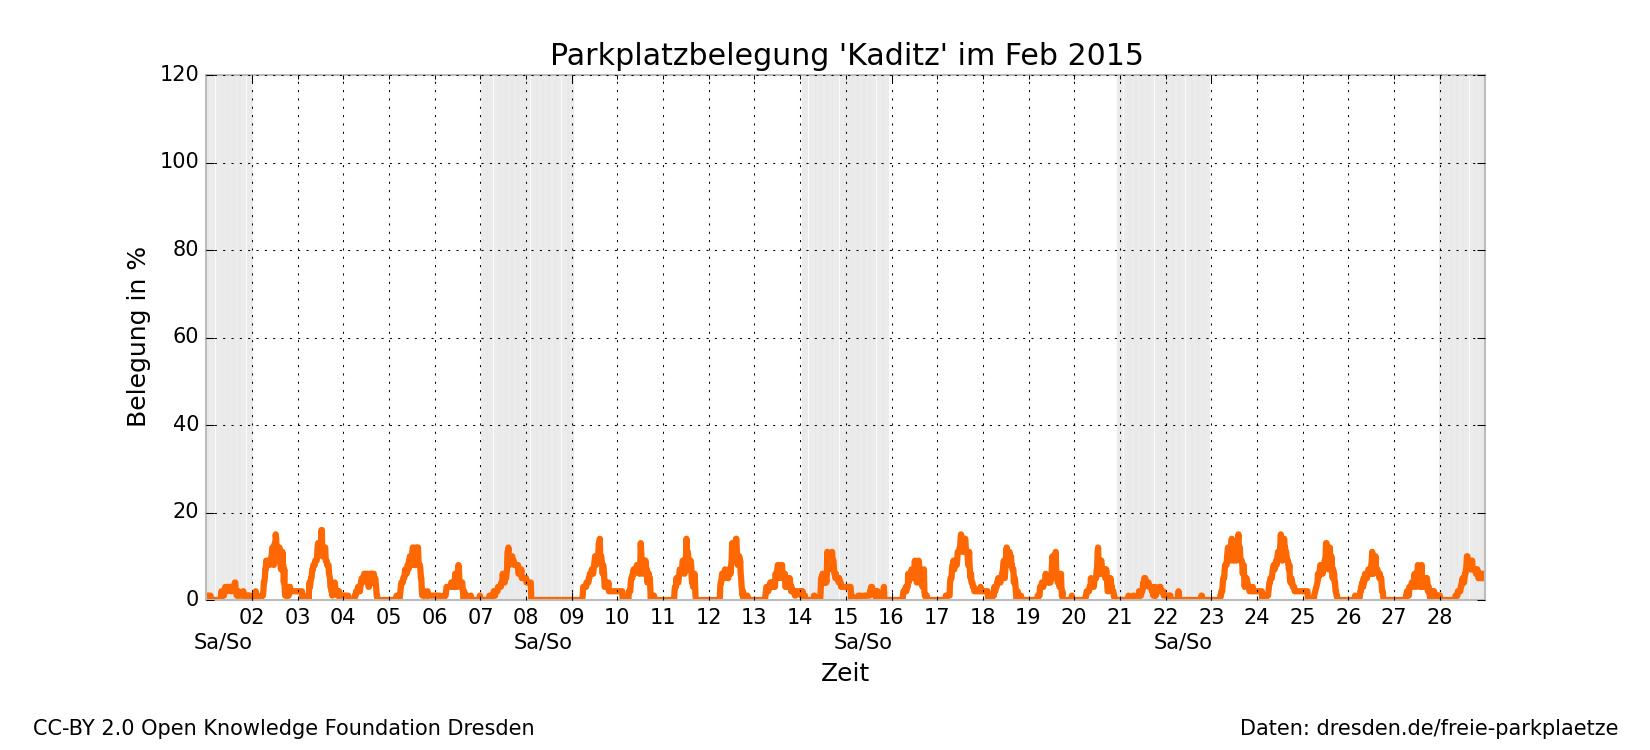 Parkplatzbelegung 'Kaditz' im Feb 2015
120
100
80
60
40
20
0
Belegung in %
02 03 04 05 06 07 08 09 10 11 12 13 14 15 16 17 18 19 20 21 22 23 24 25 26 27 28
Sa/So Sa/So Sa/So Sa/So
Zeit
CC-BY 2.0 Open Knowledge Foundation Dresden
Daten: dresden.de/freie-parkplaetze